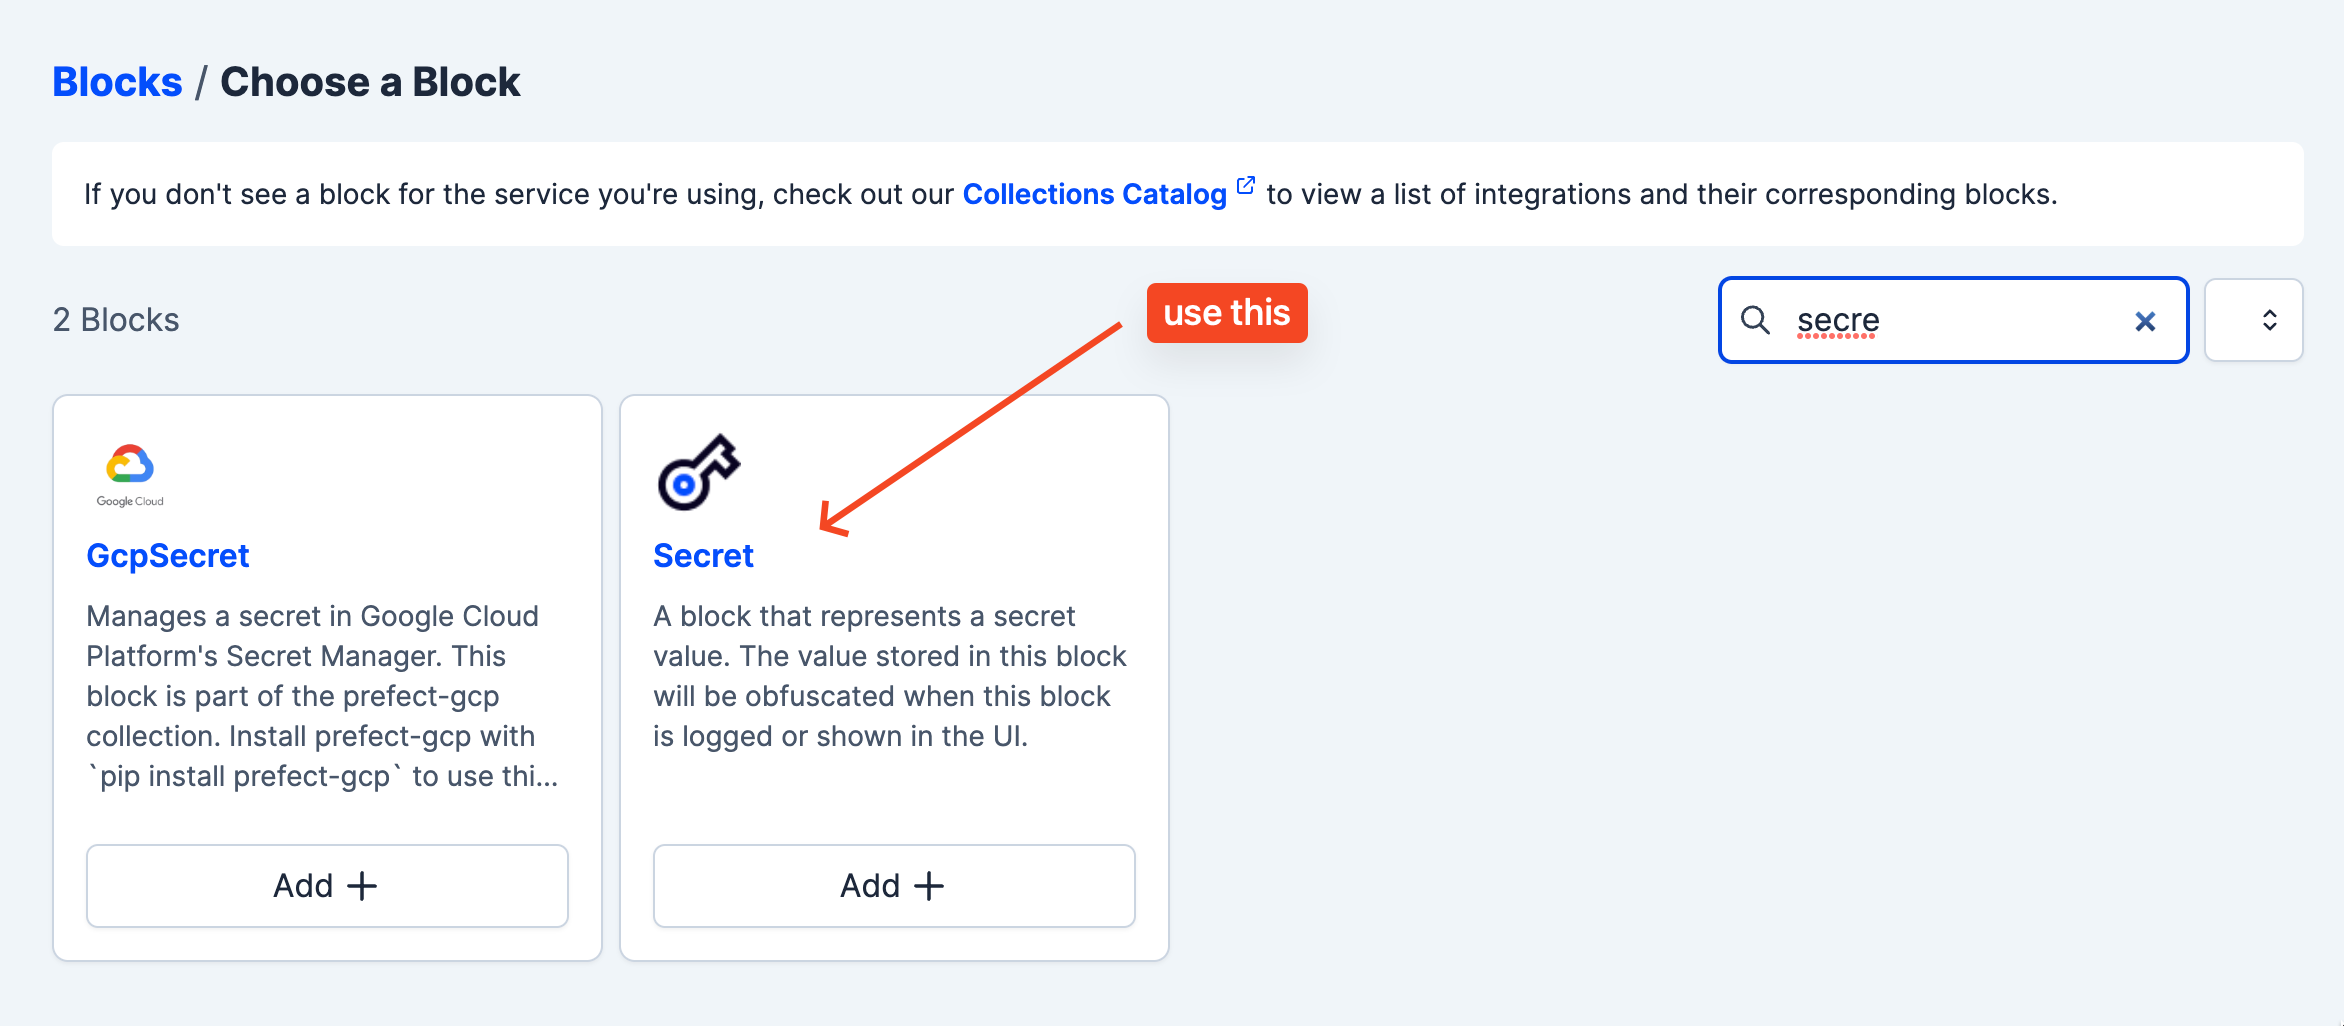 Blocks / Choose a Block
If you don't see a block for the service you're using, check out our Collections Catalog to view a list of integrations and their corresponding blocks.
use this
2 Blocks
secre
Google Cloud
GcpSecret
Manages a secret in Google Cloud
Platform's Secret Manager. This
block is part of the prefect-gcp
collection. Install prefect-gcp with
`pip install prefect-gcp` to use thi...
Add +
Secret
A block that represents a secret
value. The value stored in this block
will be obfuscated when this block
is logged or shown in the UI.
Add +